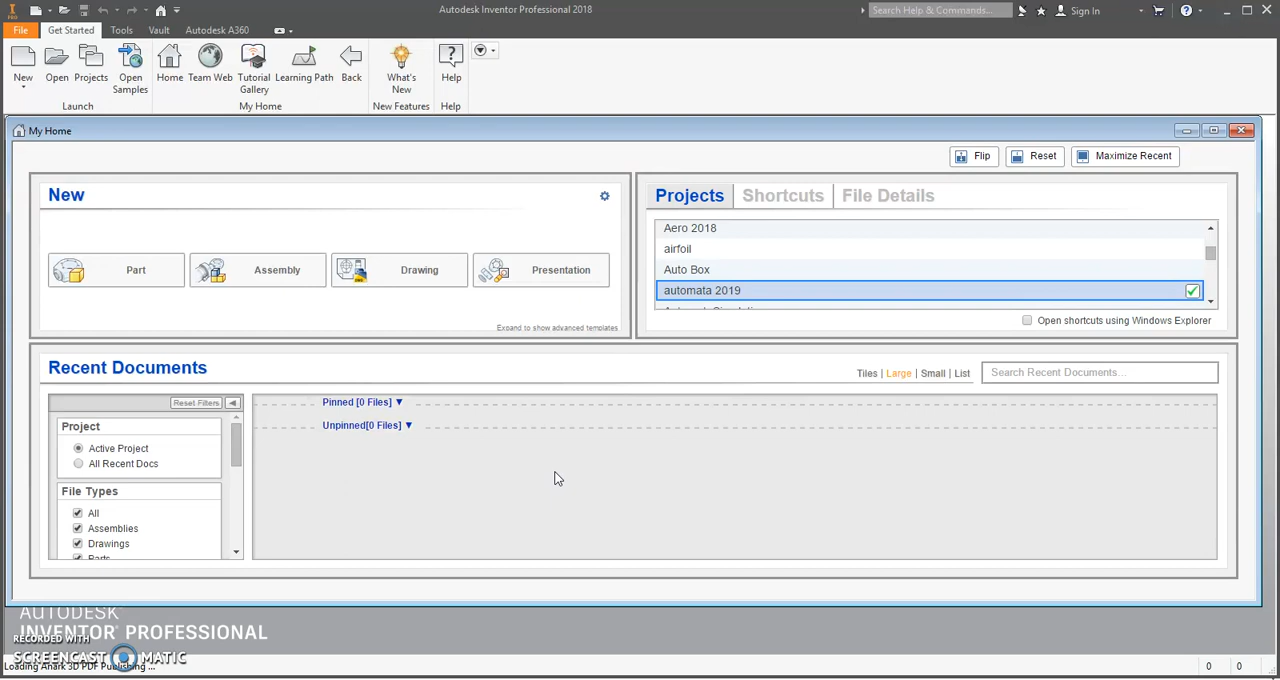 Autodesk Inventor Professional 2018
Search Help & Commands...
Sign In
PRO
File
Get Started
Tools
Vault
Autodesk A360
New
Open
Projects
Open Samples
Home
Team Web
Tutorial Gallery
Learning Path
Back
What's New
Help
Launch
My Home
New Features
Help
My Home
Flip
Reset
Maximize Recent
New
Part
Assembly
Drawing
Presentation
Expand to show advanced templates
Projects
Shortcuts
File Details
Aero 2018
airfoil
Auto Box
automata 2019
Open shortcuts using Windows Explorer
Recent Documents
Tiles | Large | Small | List
Search Recent Documents...
Reset Filters
Project
Active Project
All Recent Docs
File Types
All
Assemblies
Drawings
Parts
Pinned [0 Files]
Unpinned[0 Files]
AUTODESK
INVENTOR PROFESSIONAL
RECORDED WITH
SCREENCAST MATIC
Loading Anark 3D PDF Publishing ...
0 0